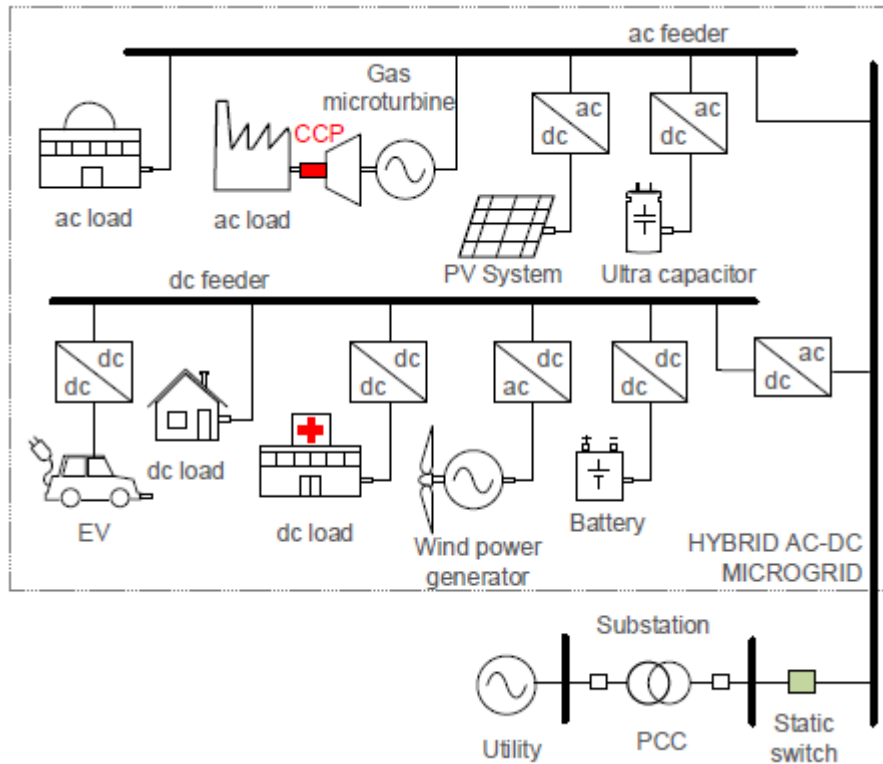 ac feeder
Gas
microturbine
CCP
ac
dc
ac
dc
ac load
ac load
PV System
Ultra capacitor
dc feeder
dc
dc
dc
dc
dc
ac
dc
dc
ac
dc
dc load
EV
dc load
Wind power
generator
Battery
HYBRID AC-DC
MICROGRID
Substation
Utility
PCC
Static
switch